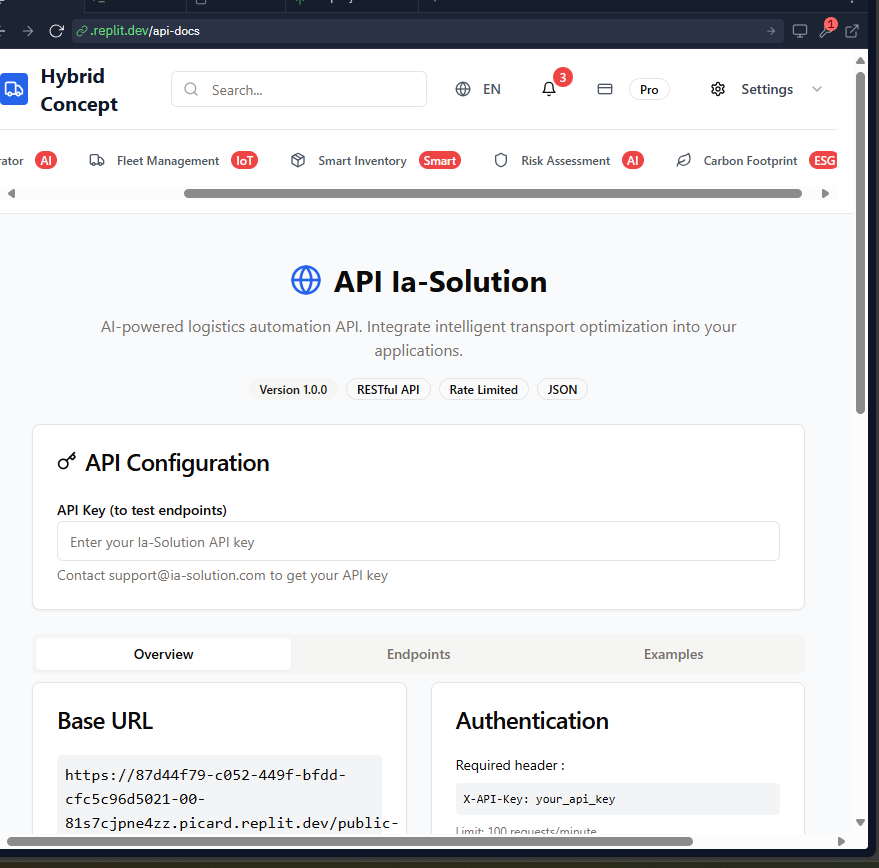 .replit.dev/api-docs
1
Hybrid
Concept
Search...
EN
3
Pro
Settings
rator AI
Fleet Management IoT
Smart Inventory Smart
Risk Assessment AI
Carbon Footprint ESG
API Ia-Solution
AI-powered logistics automation API. Integrate intelligent transport optimization into your
applications.
Version 1.0.0
RESTful API
Rate Limited
JSON
API Configuration
API Key (to test endpoints)
Enter your Ia-Solution API key
Contact support@ia-solution.com to get your API key
Overview
Endpoints
Examples
Base URL
https://87d44f79-c052-449f-bfdd-
cfc5c96d5021-00-
81s7cjpne4zz.picard.replit.dev/public-
Authentication
Required header :
X-API-Key: your_api_key
Limit: 100 requests/minute